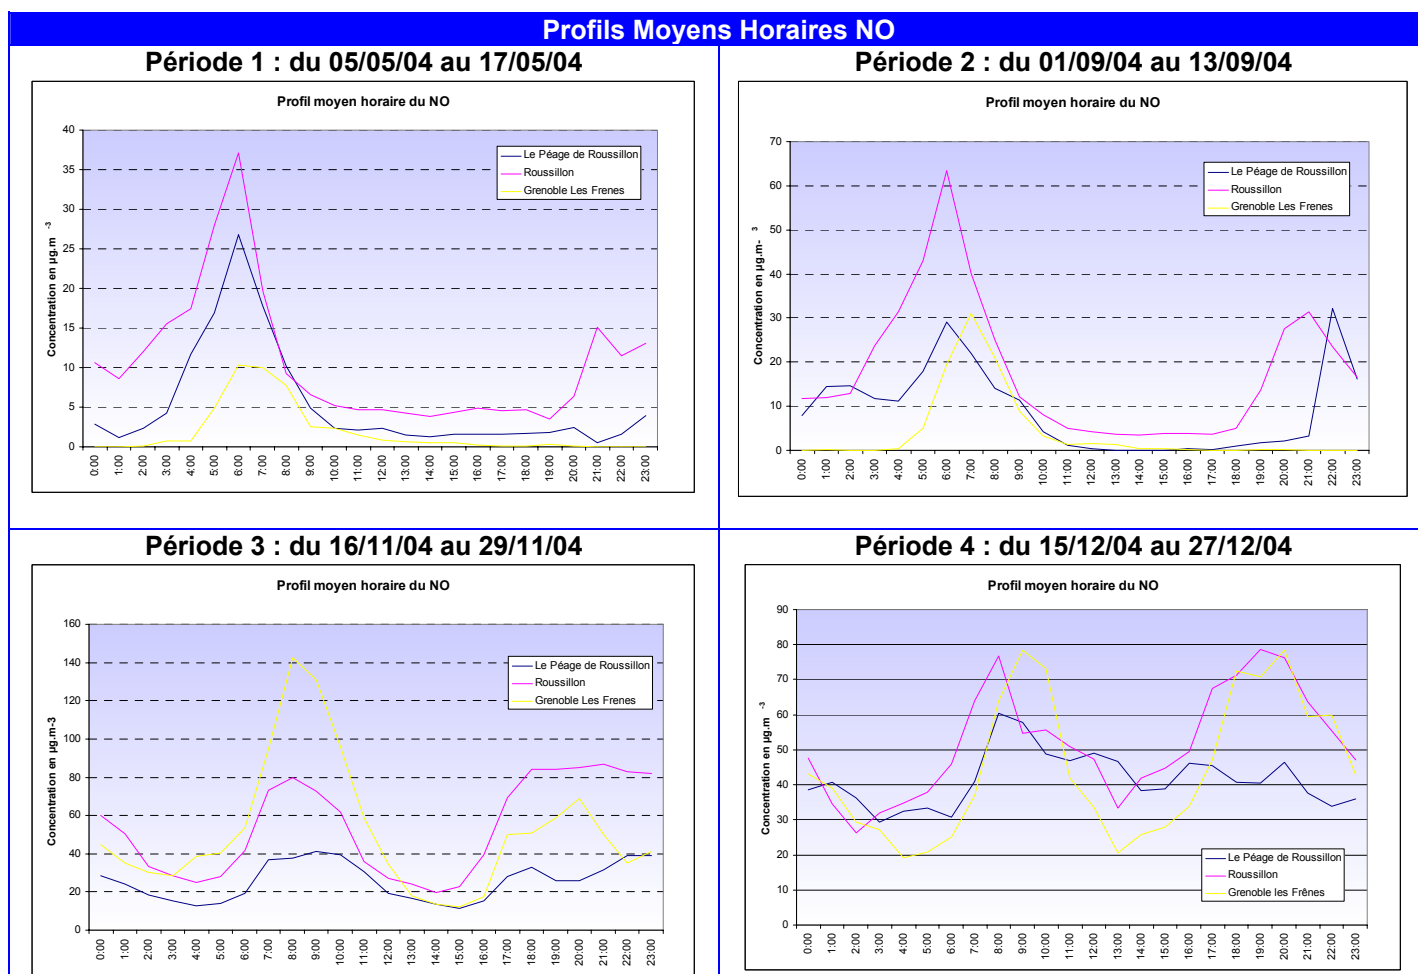 Profils Moyens Horaires NO
Période 1 : du 05/05/04 au 17/05/04
Profil moyen horaire du NO
Concentration en µg.m -3
40
35
30
25
20
15
10
5
0
Le Péage de Roussillon
Roussillon
Grenoble Les Frenes
0:00 1:00 2:00 3:00 4:00 5:00 6:00 7:00 8:00 9:00 10:00 11:00 12:00 13:00 14:00 15:00 16:00 17:00 18:00 19:00 20:00 21:00 22:00 23:00
Période 2 : du 01/09/04 au 13/09/04
Profil moyen horaire du NO
Concentration en µg.m- 3
70
60
50
40
30
20
10
0
Le Péage de Roussillon
Roussillon
Grenoble Les Frenes
0:00 1:00 2:00 3:00 4:00 5:00 6:00 7:00 8:00 9:00 10:00 11:00 12:00 13:00 14:00 15:00 16:00 17:00 18:00 19:00 20:00 21:00 22:00 23:00
Période 3 : du 16/11/04 au 29/11/04
Profil moyen horaire du NO
Concentration en µg.m-3
160
140
120
100
80
60
40
20
0
Le Péage de Roussillon
Roussillon
Grenoble Les Frenes
0:00 1:00 2:00 3:00 4:00 5:00 6:00 7:00 8:00 9:00 10:00 11:00 12:00 13:00 14:00 15:00 16:00 17:00 18:00 19:00 20:00 21:00 22:00 23:00
Période 4 : du 15/12/04 au 27/12/04
Profil moyen horaire du NO
Concentration en µg.m -3
90
80
70
60
50
40
30
20
10
0
Le Péage de Roussillon
Roussillon
Grenoble les Frênes
0:00 1:00 2:00 3:00 4:00 5:00 6:00 7:00 8:00 9:00 10:00 11:00 12:00 13:00 14:00 15:00 16:00 17:00 18:00 19:00 20:00 21:00 22:00 23:00